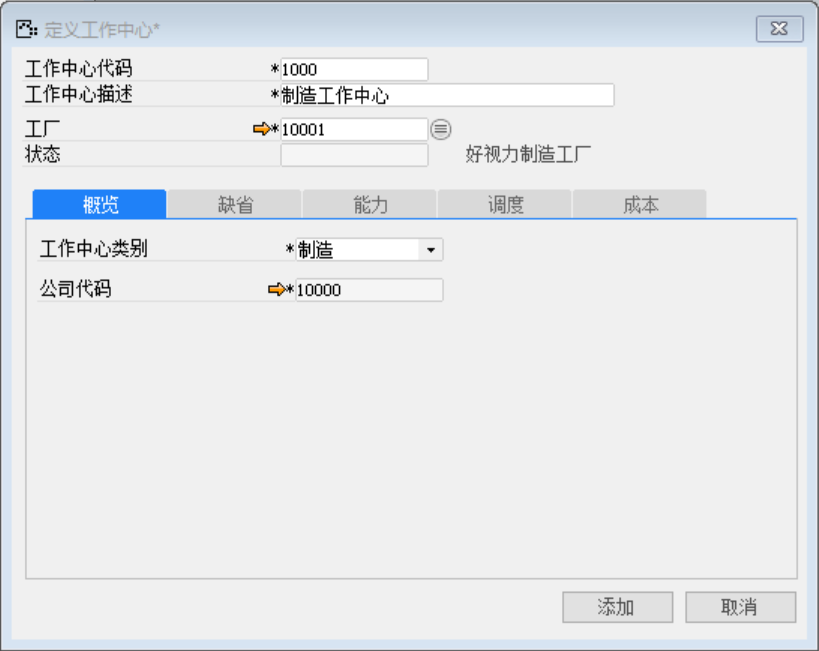 定义工作中心*
工作中心代码 *1000
工作中心描述 *制造工作中心
工厂 *10001
状态 好视力制造工厂
概览 缺省 能力 调度 成本
工作中心类别 *制造
公司代码 *10000
添加 取消